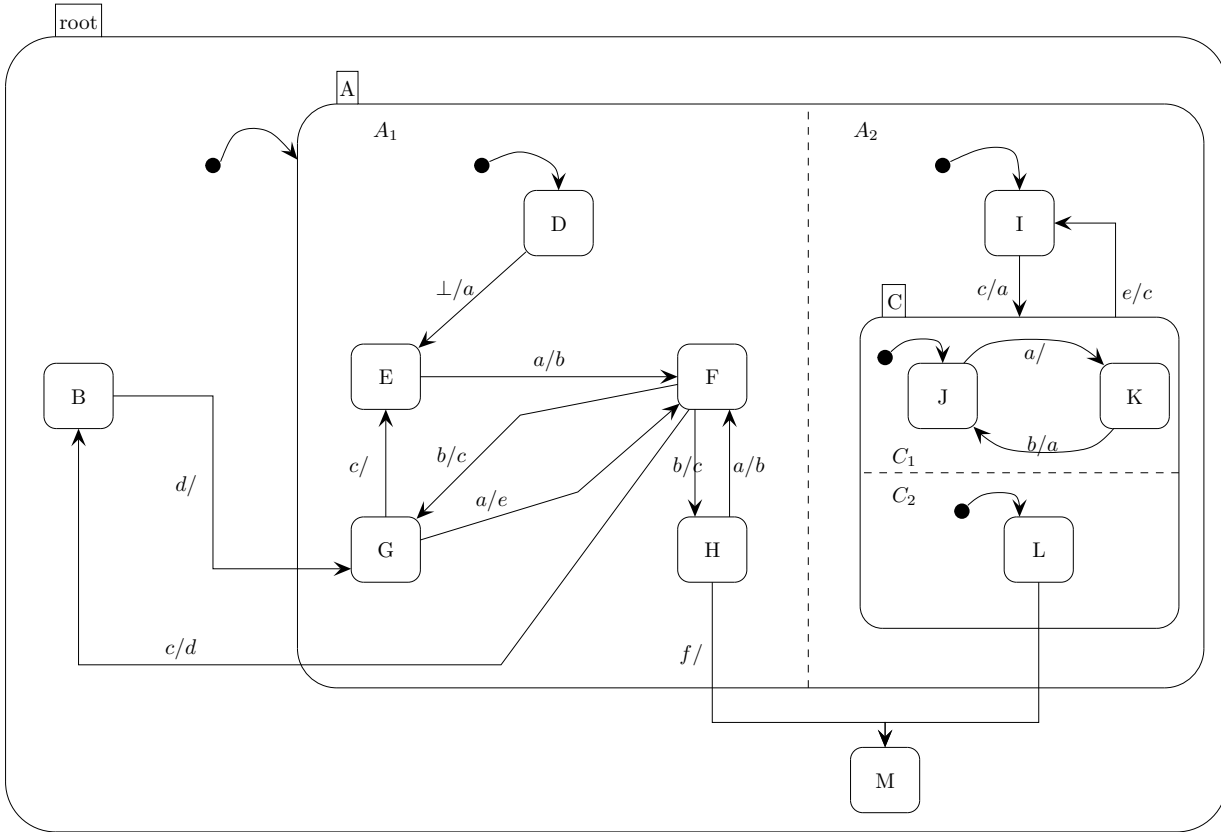 root
A
A₁
A₂
D
I
⊥/a
c/a
e/c
C
a/b
a/
B
E
F
J
K
b/a
b/c
b/c
a/b
c/
C₁
d/
a/e
C₂
G
H
L
c/d
f/
M